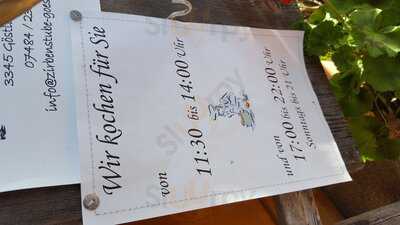 3345 Göst
07484 / 2
info@zirbenstube-goes
Wir kochen für Sie
von
11:30 bis 14:00 Uhr
und von
17:00 bis 22:00 Uhr
Sonntags bis 21 Uhr